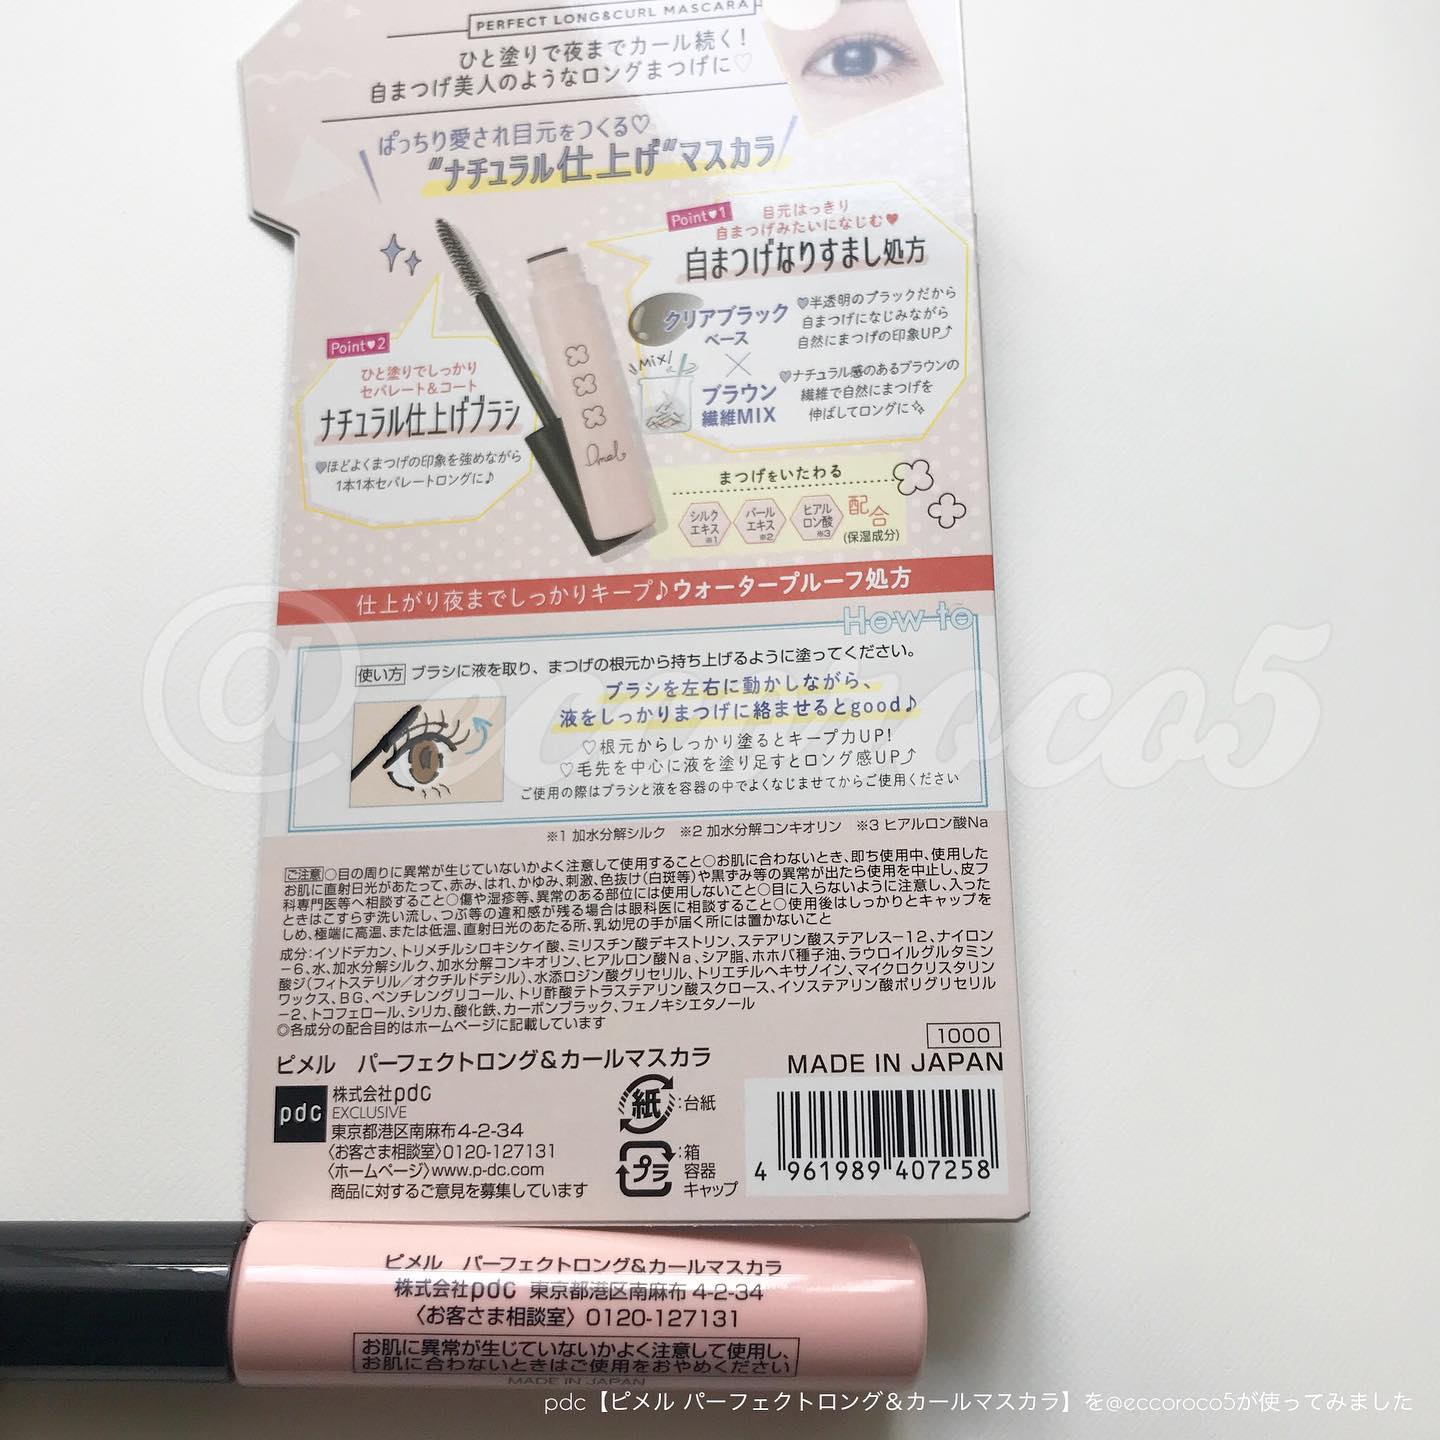 PERFECT LONG&CURL MASCARA
ひと塗りで夜までカール続く!
自まつげ美人のようなロングまつげに♡
ぱっちり愛され目元をつくる♡
"ナチュラル仕上げ"マスカラ
Point♥1
目元はっきり
自まつげみたいになじむ♥
自まつげなりすまし処方
クリアブラック
ベース
×
ブラウン
繊維MIX
MIX!
♥半透明のブラックだから
自まつげになじみながら
自然にまつげの印象UP⤴
♥ナチュラル感のあるブラウンの
繊維で自然にまつげを
伸ばしてロングに
Point♥2
ひと塗りでしっかり
セパレート&コート
ナチュラル仕上げブラシ
♥ほどよくまつげの印象を強めながら
1本1本セパレートロングに♪
Pimel
まつげをいたわる
シルクエキス※1
パールエキス※2
ヒアルロン酸※3
配合
(保湿成分)
仕上がり夜までしっかりキープ♪ウォータープルーフ処方
How to
使い方 ブラシに液を取り、まつげの根元から持ち上げるように塗ってください。
ブラシを左右に動かしながら、
液をしっかりまつげに絡ませるとgood♪
♡根元からしっかり塗るとキープ力UP!
♡毛先を中心に液を塗り足すとロング感UP⤴
ご使用の際はブラシと液を容器の中でよくなじませてからご使用ください
※1 加水分解シルク ※2 加水分解コンキオリン ※3 ヒアルロン酸Na
ご注意○目の周りに異常が生じていないかよく注意して使用すること○お肌に合わないとき、即ち使用中、使用した
お肌に直射日光があたって、赤み、はれ、かゆみ、刺激、色抜け(白斑等)や黒ずみ等の異常が出たら使用を中止し、皮フ
科専門医等へ相談すること○傷や湿疹等、異常のある部位には使用しないこと○目に入らないように注意し、入った
ときはこすらず洗い流し、つぶ等の違和感が残る場合は眼科医に相談すること○使用後はしっかりとキャップを
しめ、極端に高温、または低温、直射日光のあたる所、乳幼児の手が届く所には置かないこと
成分:イソドデカン、トリメチルシロキシケイ酸、ミリスチン酸デキストリン、ステアリン酸ステアレス-12、ナイロン
-6、水、加水分解シルク、加水分解コンキオリン、ヒアルロン酸Na、シア脂、ホホバ種子油、ラウロイルグルタミン
酸ジ(フィトステリル/オクチルドデシル)、水添ロジン酸グリセリル、トリエチルヘキサノイン、マイクロクリスタリン
ワックス、BG、ペンチレングリコール、トリ酢酸テトラステアリン酸スクロース、イソステアリン酸ポリグリセリル
-2、トコフェロール、シリカ、酸化鉄、カーボンブラック、フェノキシエタノール
◎各成分の配合目的はホームページに記載しています
1000
ピメル パーフェクトロング&カールマスカラ
MADE IN JAPAN
pdc
株式会社pdc
EXCLUSIVE
東京都港区南麻布4-2-34
〈お客さま相談室〉0120-127131
〈ホームページ〉www.p-dc.com
商品に対するご意見を募集しています
紙:台紙
プラ:箱
容器
キャップ
4 961989 407258
ピメル パーフェクトロング&カールマスカラ
株式会社pdc 東京都港区南麻布 4-2-34
〈お客さま相談室〉 0120-127131
お肌に異常が生じていないかよく注意して使用し、
お肌に合わないときはご使用をおやめください
MADE IN JAPAN
@eccoroco5
pdc【ピメル パーフェクトロング&カールマスカラ】を@eccoroco5が使ってみました